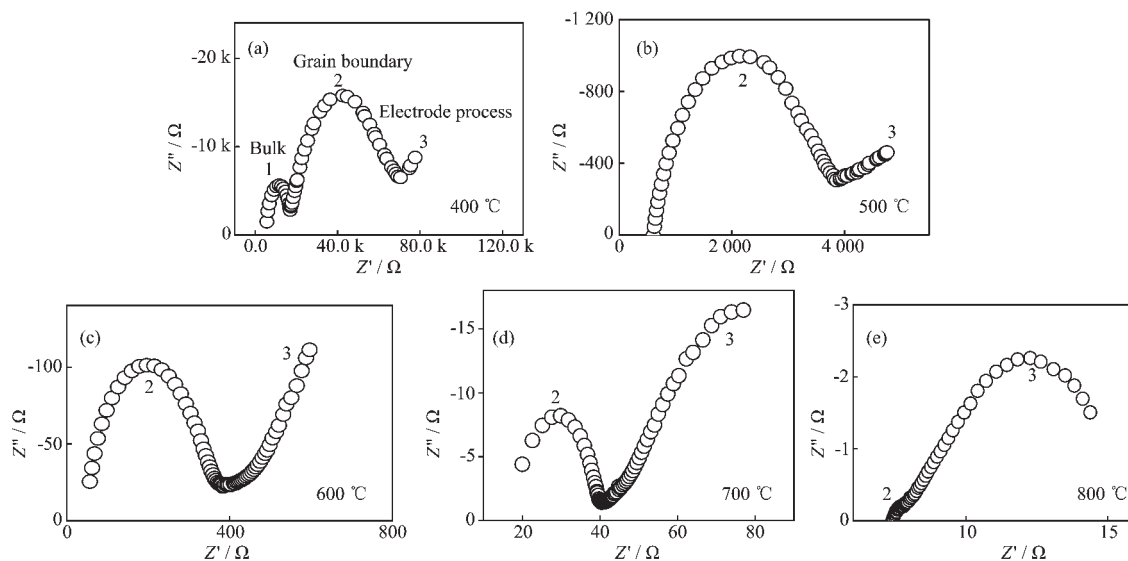 (a)
-20 k
Grain boundary
2
Electrode process
-10 k
Bulk
1
3
Z'' / Ω
400 ℃
0
0.0
40.0 k
80.0 k
120.0 k
Z' / Ω
-1 200
(b)
2
-800
3
Z'' / Ω
-400
500 ℃
0
0
2 000
4 000
Z' / Ω
(c)
-100
3
2
Z'' / Ω
-50
600 ℃
0
0
400
800
Z' / Ω
-15
(d)
3
-10
2
Z'' / Ω
-5
700 ℃
0
20
40
60
80
Z' / Ω
-3
(e)
-2
3
Z'' / Ω
-1
2
800 ℃
0
10
15
Z' / Ω